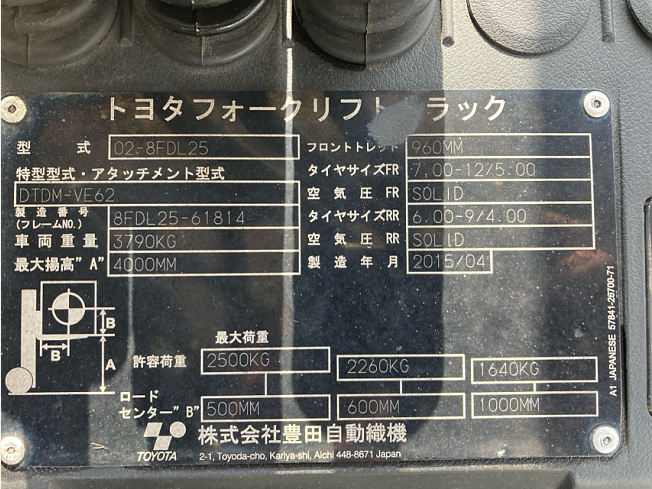 トヨタフォークリフトトラック
型 式 02-8FDL25 フロントトレッド 960MM
特型型式・アタッチメント型式 タイヤサイズFR 7.00-12/5.00
DTDM-VE62 空気圧FR SOLID
製造番号 (フレームNO.) 8FDL25-61814 タイヤサイズRR 6.00-9/4.00
車両重量 3790KG 空気圧RR SOLID
最大揚高"A" 4000MM 製造年月 2015/04
B
B
A
最大荷重
許容荷重 2500KG 2260KG 1640KG
ロード
センター"B" 500MM 600MM 1000MM
株式会社豊田自動織機
TOYOTA 2-1, Toyoda-cho, Kariya-shi, Aichi 448-8671 Japan
A1 JAPANESE 57841-26700-71